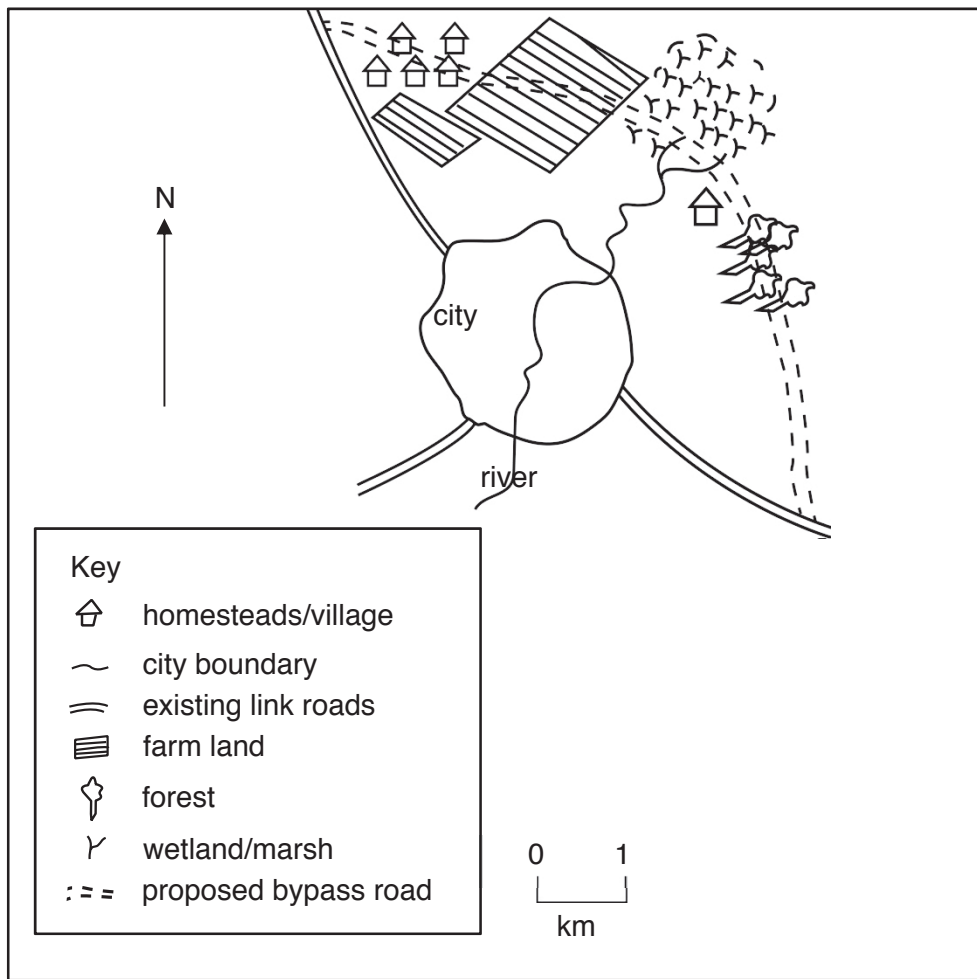 N
city
river
Key
homesteads/village
city boundary
existing link roads
farm land
forest
wetland/marsh
proposed bypass road
0 1
km